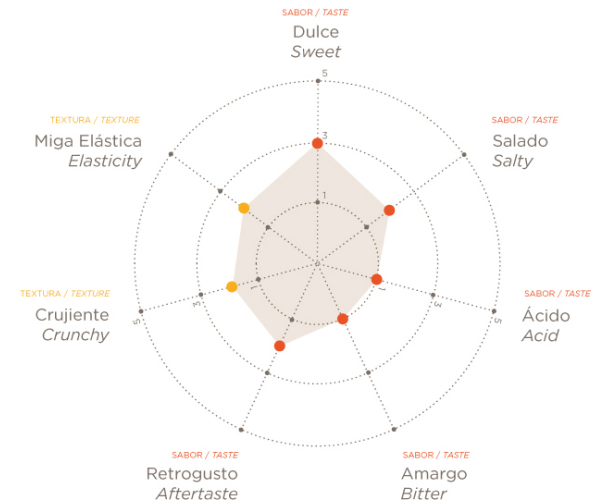 SABOR / TASTE
Dulce
Sweet
5
3
1
SABOR / TASTE
Salado
Salty
SABOR / TASTE
Ácido
Acid
1
3
5
SABOR / TASTE
Amargo
Bitter
SABOR / TASTE
Retrogusto
Aftertaste
TEXTURA / TEXTURE
Crujiente
Crunchy
5
3
1
TEXTURA / TEXTURE
Miga Elástica
Elasticity